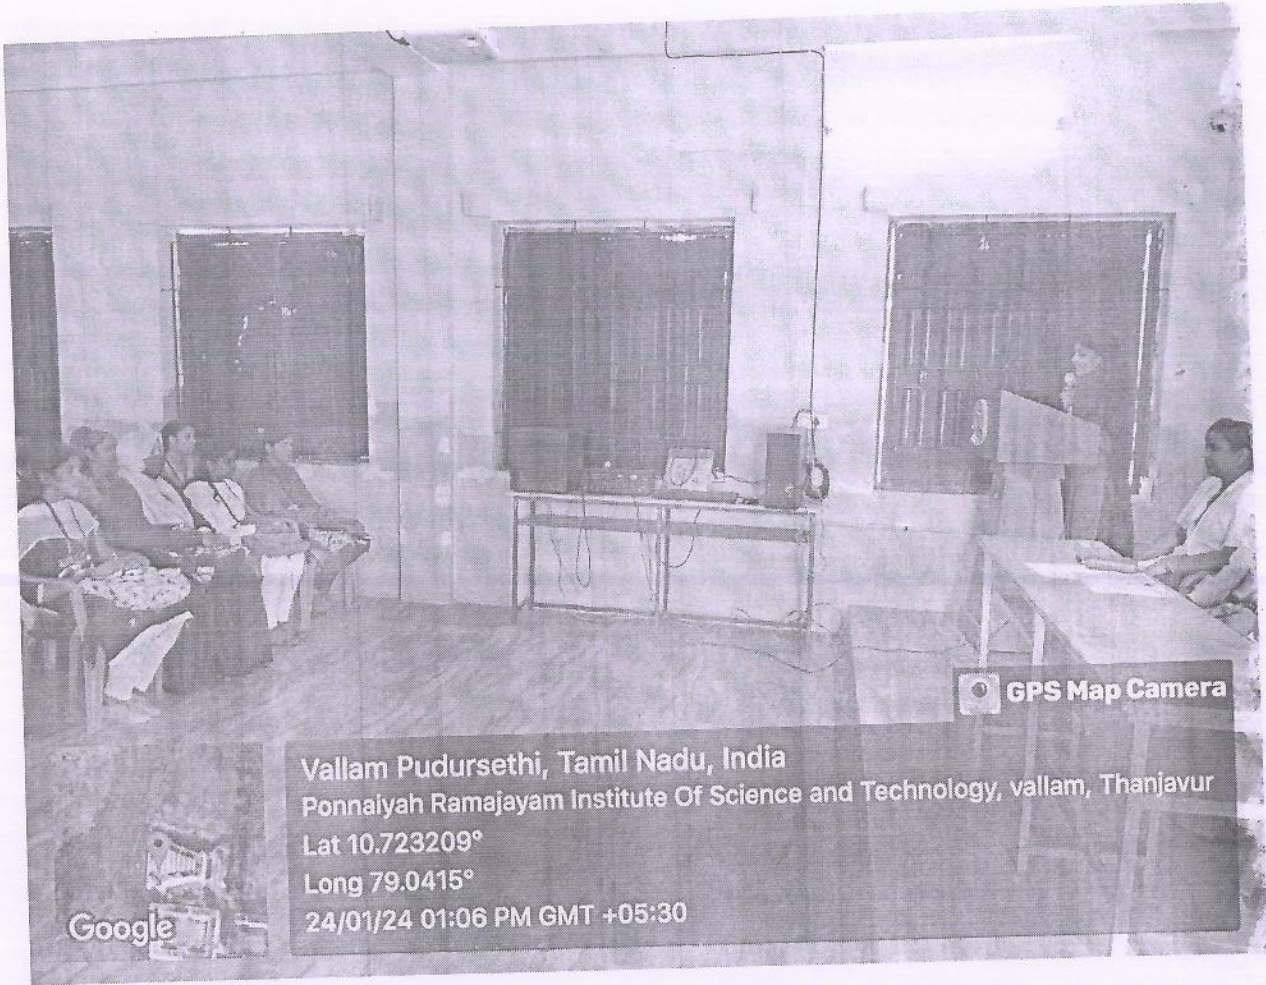 GPS Map Camera
Vallam Pudursethi, Tamil Nadu, India
Ponnaiyah Ramajayam Institute Of Science and Technology, vallam, Thanjavur
Lat 10.723209°
Long 79.0415°
24/01/24 01:06 PM GMT +05:30
Google